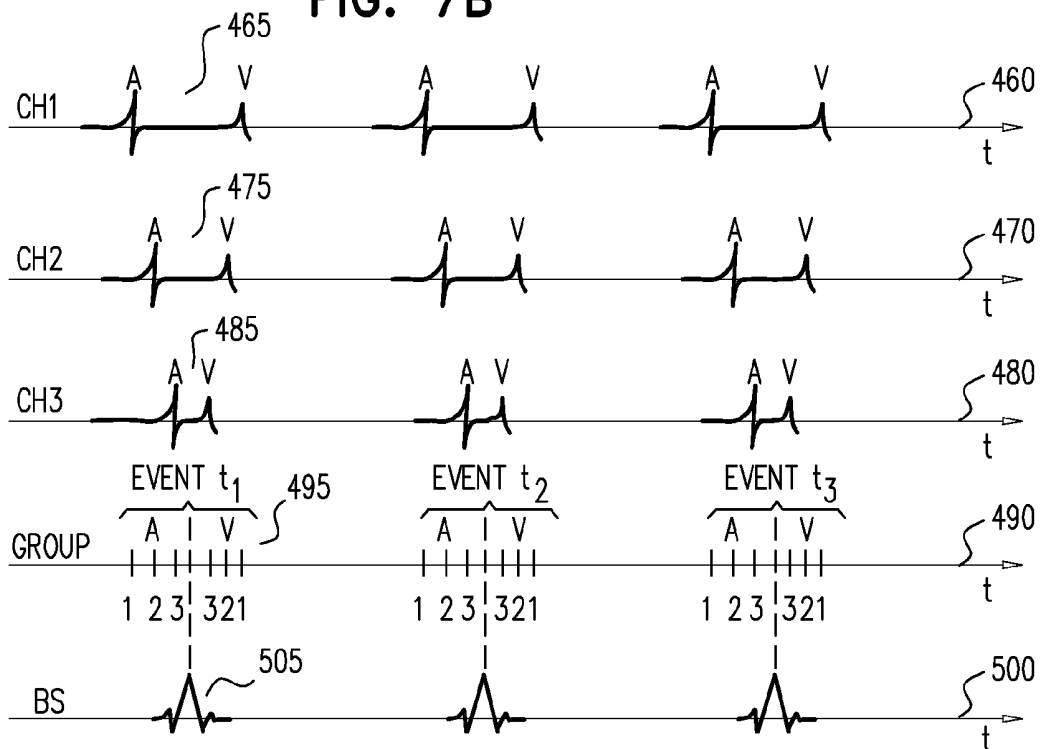 FIG. 7B
465
A V A V A V
CH1 460
t
475
A V A V A V
CH2 470
t
485
A V A V A V
CH3 480
t
EVENT t1 EVENT t2 EVENT t3
495
A V A V A V
GROUP 490
t
1 2 3 3 2 1 1 2 3 3 2 1 1 2 3 3 2 1
505
BS 500
t